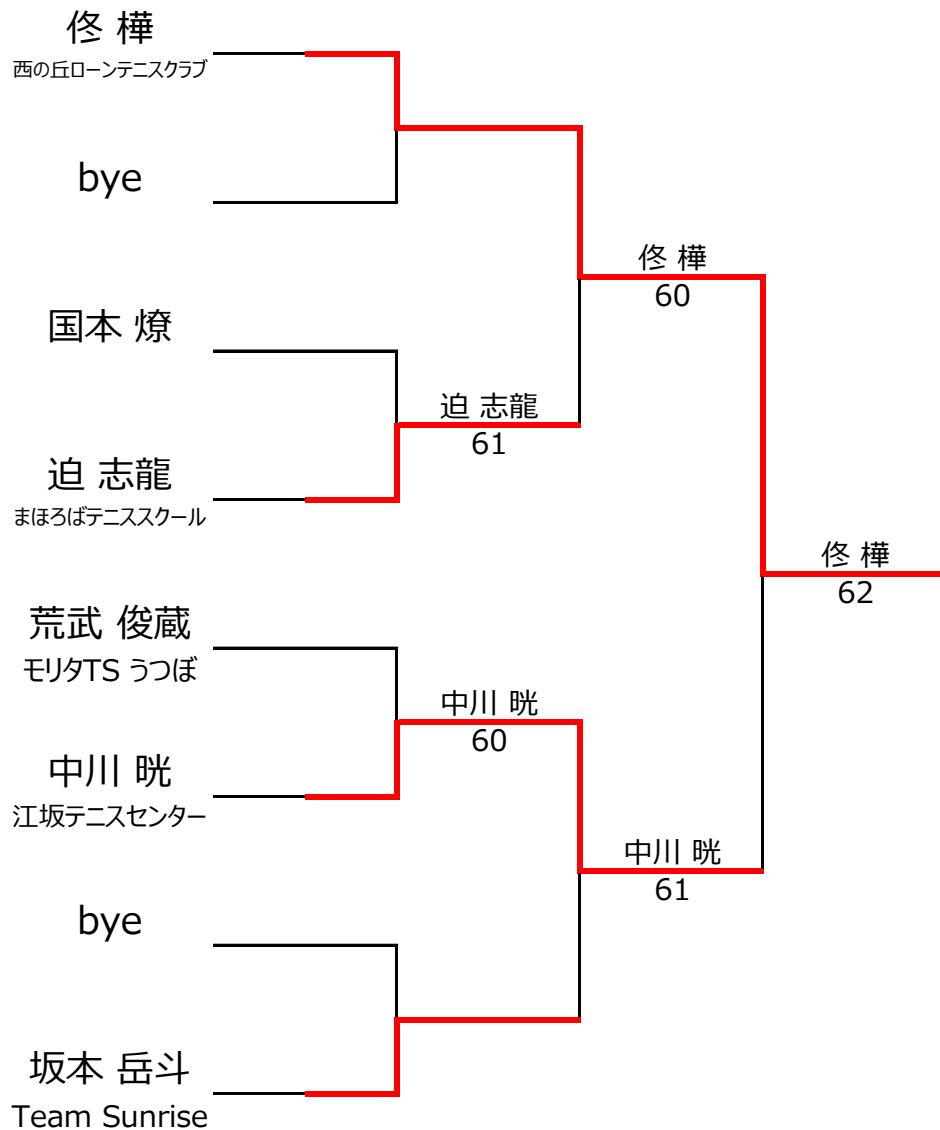 佟 樺
西の丘ローンテニスクラブ
bye
佟 樺
60
国本 燎
迫 志龍
61
迫 志龍
まほろばテニススクール
佟 樺
62
荒武 俊蔵
モリタTS うつぼ
中川 晄
60
中川 晄
江坂テニスセンター
中川 晄
61
bye
坂本 岳斗
Team Sunrise